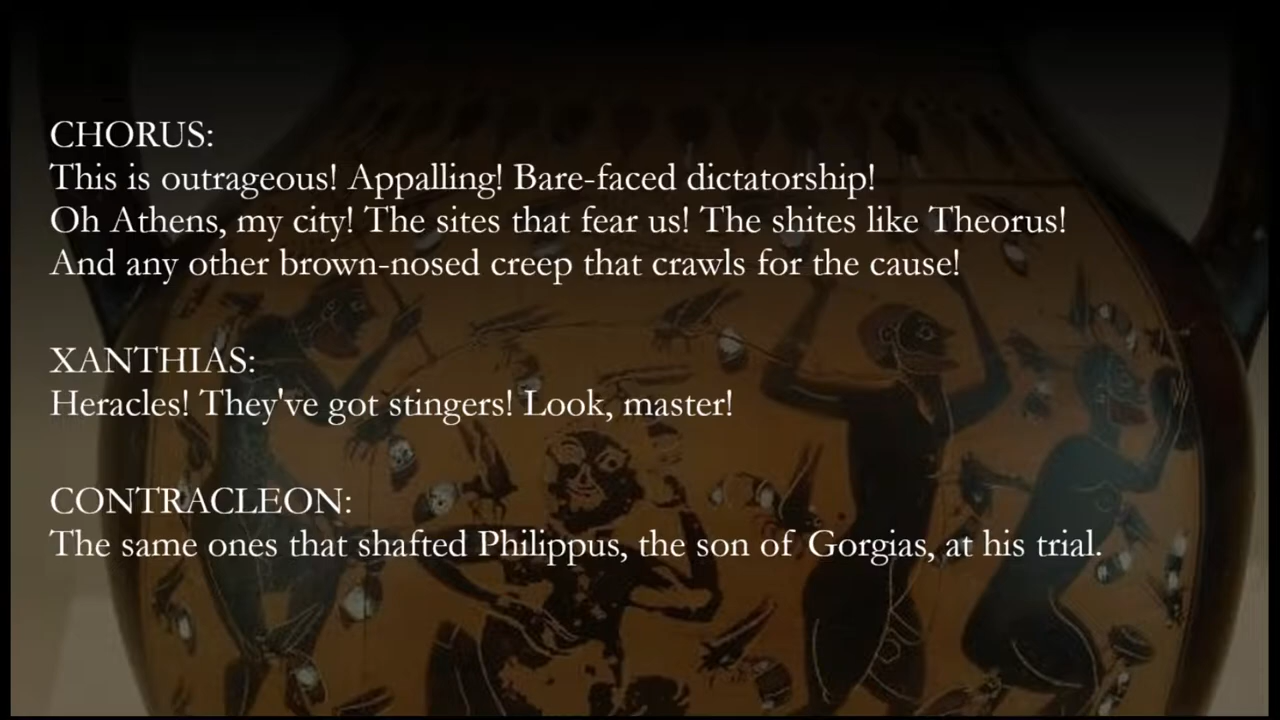 CHORUS:
This is outrageous! Appalling! Bare-faced dictatorship!
Oh Athens, my city! The sites that fear us! The shites like Theorus!
And any other brown-nosed creep that crawls for the cause!
XANTHIAS:
Heracles! They've got stingers! Look, master!
CONTRACLEON:
The same ones that shafted Philippus, the son of Gorgias, at his trial.